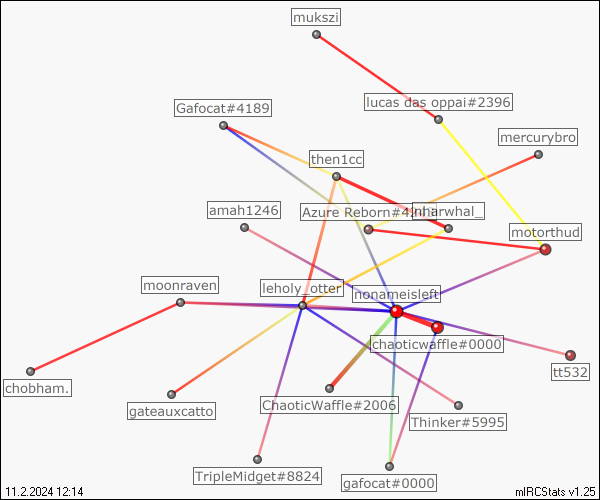 mukszi
lucas das oppai#2396
Gafocat#4189
mercurybro
then1cc
amah1246
Azure Reborn#4
narwhal_
motorthud
moonraven
leholy_otter
nonameisleft
chaoticwaffle#0000
tt532
chobham.
gateauxcatto
ChaoticWaffle#2006
Thinker#5995
TripleMidget#8824
gafocat#0000
11.2.2024 12:14
mIRCStats v1.25